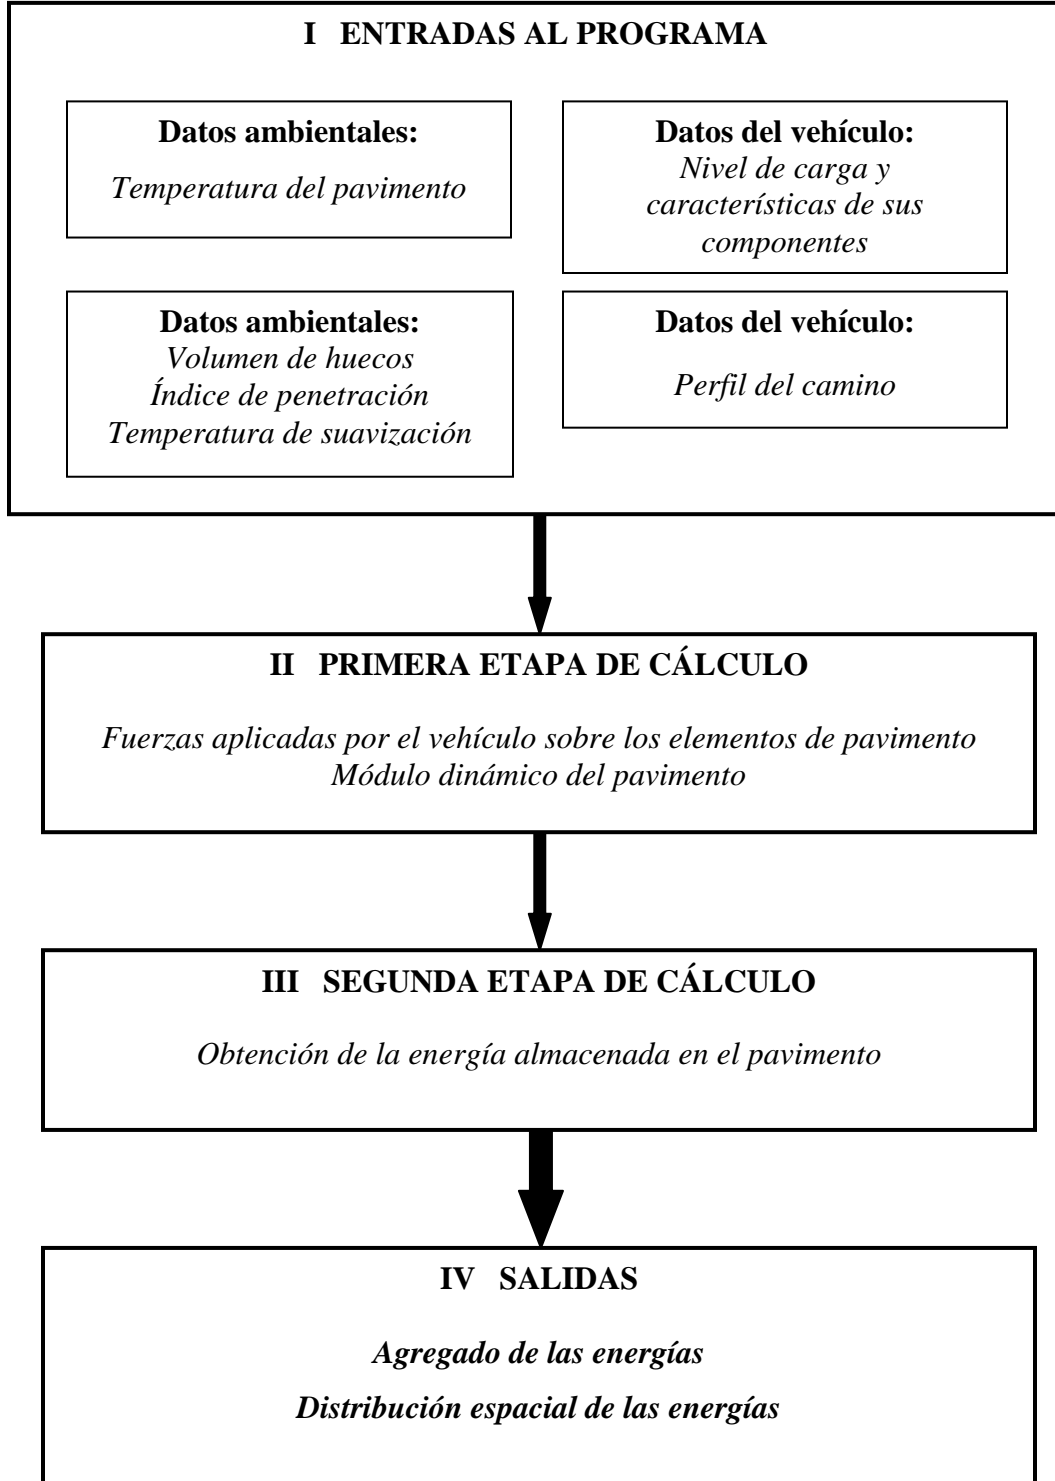 I ENTRADAS AL PROGRAMA
Datos ambientales:
Temperatura del pavimento
Datos del vehículo:
Nivel de carga y
características de sus
componentes
Datos ambientales:
Volumen de huecos
Índice de penetración
Temperatura de suavización
Datos del vehículo:
Perfil del camino
II PRIMERA ETAPA DE CÁLCULO
Fuerzas aplicadas por el vehículo sobre los elementos de pavimento
Módulo dinámico del pavimento
III SEGUNDA ETAPA DE CÁLCULO
Obtención de la energía almacenada en el pavimento
IV SALIDAS
Agregado de las energías
Distribución espacial de las energías